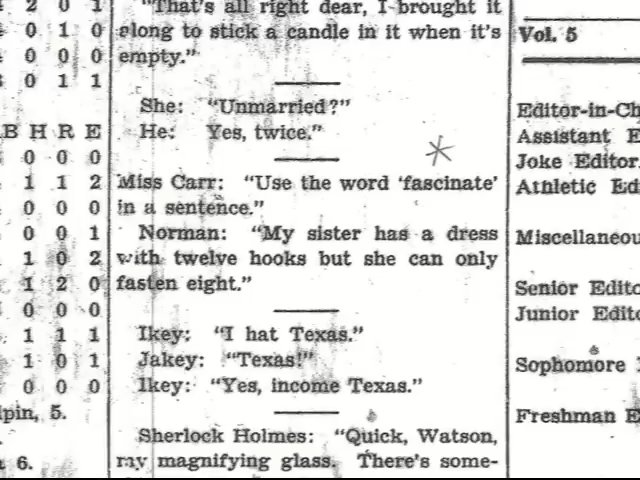 2 0 1
0 1 0
0 1 1
B H R E
0 0 0
1 1 2
0 0 0
0 0 1
1 0 2
1 2 0
0 0 0
1 1 1
1 0 1
0 0 0
lpin, 5.
6.
"That's all right dear, I brought it
along to stick a candle in it when it's
empty."
She: "Unmarried?"
He: Yes, twice."
Miss Carr: "Use the word 'fascinate'
in a sentence."
Norman: "My sister has a dress
with twelve hooks but she can only
fasten eight."
Ikey: "I hat Texas."
Jakey: "Texas!"
Ikey: "Yes, income Texas."
Sherlock Holmes: "Quick, Watson,
my magnifying glass. There's some-
Vol. 5
Editor-in-Ch
Assistant E
Joke Editor
Athletic Ed
Miscellaneou
Senior Edito
Junior Edito
Sophomore
Freshman E